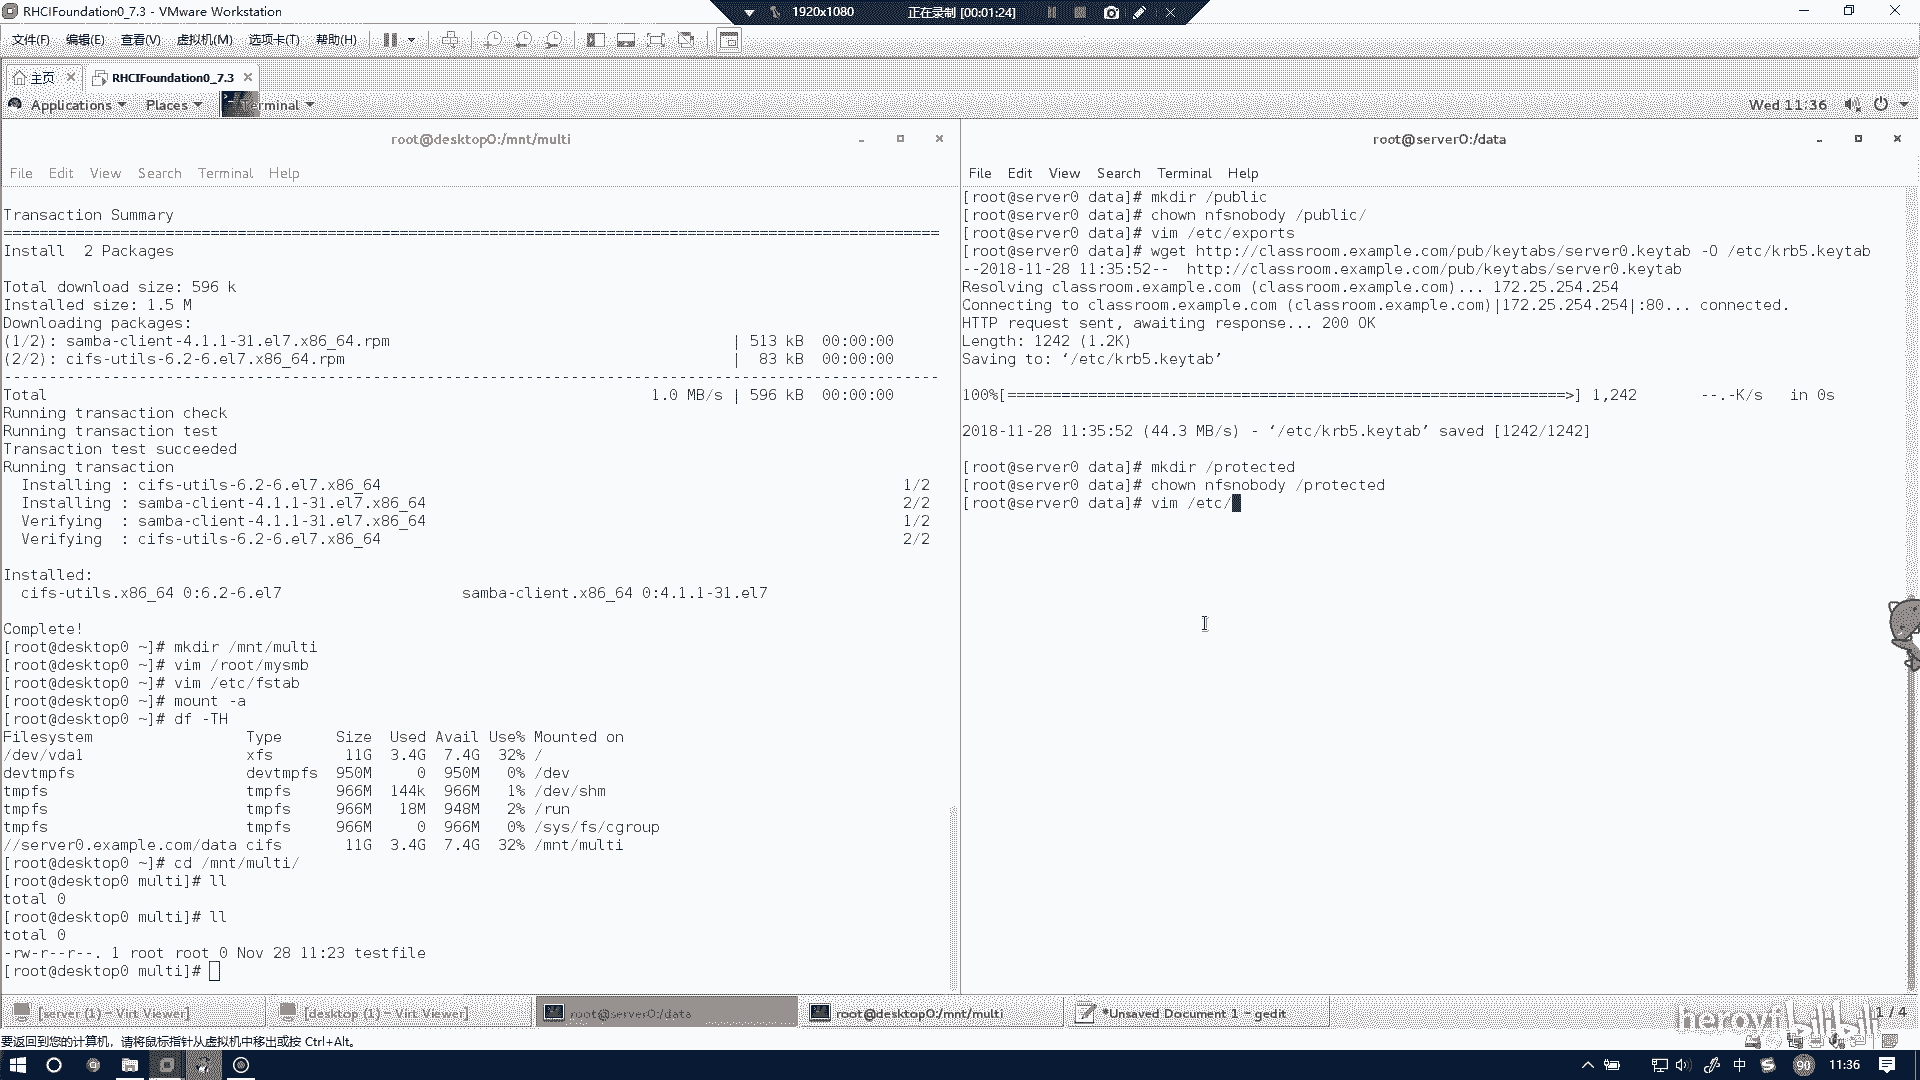 RHCIFoundation0_7.3 - VMware Workstation
1920x1080
正在录制 [00:01:24]
文件(F) 编辑(E) 查看(V) 虚拟机(M) 选项卡(T) 帮助(H)
主页
RHCIFoundation0_7.3
Applications Places Terminal
Wed 11:36
root@desktop0:/mnt/multi
File Edit View Search Terminal Help
Transaction Summary
================================================================================
Install  2 Packages
Total download size: 596 k
Installed size: 1.5 M
Downloading packages:
(1/2): samba-client-4.1.1-31.el7.x86_64.rpm | 513 kB  00:00:00
(2/2): cifs-utils-6.2-6.el7.x86_64.rpm |  83 kB  00:00:00
--------------------------------------------------------------------------------
Total 1.0 MB/s | 596 kB  00:00:00
Running transaction check
Running transaction test
Transaction test succeeded
Running transaction
Installing : cifs-utils-6.2-6.el7.x86_64 1/2
Installing : samba-client-4.1.1-31.el7.x86_64 2/2
Verifying  : samba-client-4.1.1-31.el7.x86_64 1/2
Verifying  : cifs-utils-6.2-6.el7.x86_64 2/2
Installed:
cifs-utils.x86_64 0:6.2-6.el7 samba-client.x86_64 0:4.1.1-31.el7
Complete!
[root@desktop0 ~]# mkdir /mnt/multi
[root@desktop0 ~]# vim /root/mysmb
[root@desktop0 ~]# vim /etc/fstab
[root@desktop0 ~]# mount -a
[root@desktop0 ~]# df -TH
Filesystem Type Size Used Avail Use% Mounted on
/dev/vda1 xfs 11G 3.4G 7.4G 32% /
devtmpfs devtmpfs 950M 0 950M 0% /dev
tmpfs tmpfs 966M 144k 966M 1% /dev/shm
tmpfs tmpfs 966M 18M 948M 2% /run
tmpfs tmpfs 966M 0 966M 0% /sys/fs/cgroup
//server0.example.com/data cifs 11G 3.4G 7.4G 32% /mnt/multi
[root@desktop0 ~]# cd /mnt/multi/
[root@desktop0 multi]# ll
total 0
[root@desktop0 multi]# ll
total 0
-rw-r--r--. 1 root root 0 Nov 28 11:23 testfile
[root@desktop0 multi]#
root@server0:/data
File Edit View Search Terminal Help
[root@server0 data]# mkdir /public
[root@server0 data]# chown nfsnobody /public/
[root@server0 data]# vim /etc/exports
[root@server0 data]# wget http://classroom.example.com/pub/keytabs/server0.keytab -O /etc/krb5.keytab
--2018-11-28 11:35:52--  http://classroom.example.com/pub/keytabs/server0.keytab
Resolving classroom.example.com (classroom.example.com)... 172.25.254.254
Connecting to classroom.example.com (classroom.example.com)|172.25.254.254|:80... connected.
HTTP request sent, awaiting response... 200 OK
Length: 1242 (1.2K)
Saving to: ‘/etc/krb5.keytab’
100%[==============================================================>] 1,242 --.-K/s in 0s
2018-11-28 11:35:52 (44.3 MB/s) - ‘/etc/krb5.keytab’ saved [1242/1242]
[root@server0 data]# mkdir /protected
[root@server0 data]# chown nfsnobody /protected
[root@server0 data]# vim /etc/
[server (1) – Virt Viewer]
[desktop (1) – Virt Viewer]
root@server0:/data
root@desktop0:/mnt/multi
*Unsaved Document 1 – gedit
1 / 4
bilibili
要返回到您的计算机，请将鼠标指针从虚拟机中移出或按 Ctrl+Alt。
中
90
11:36